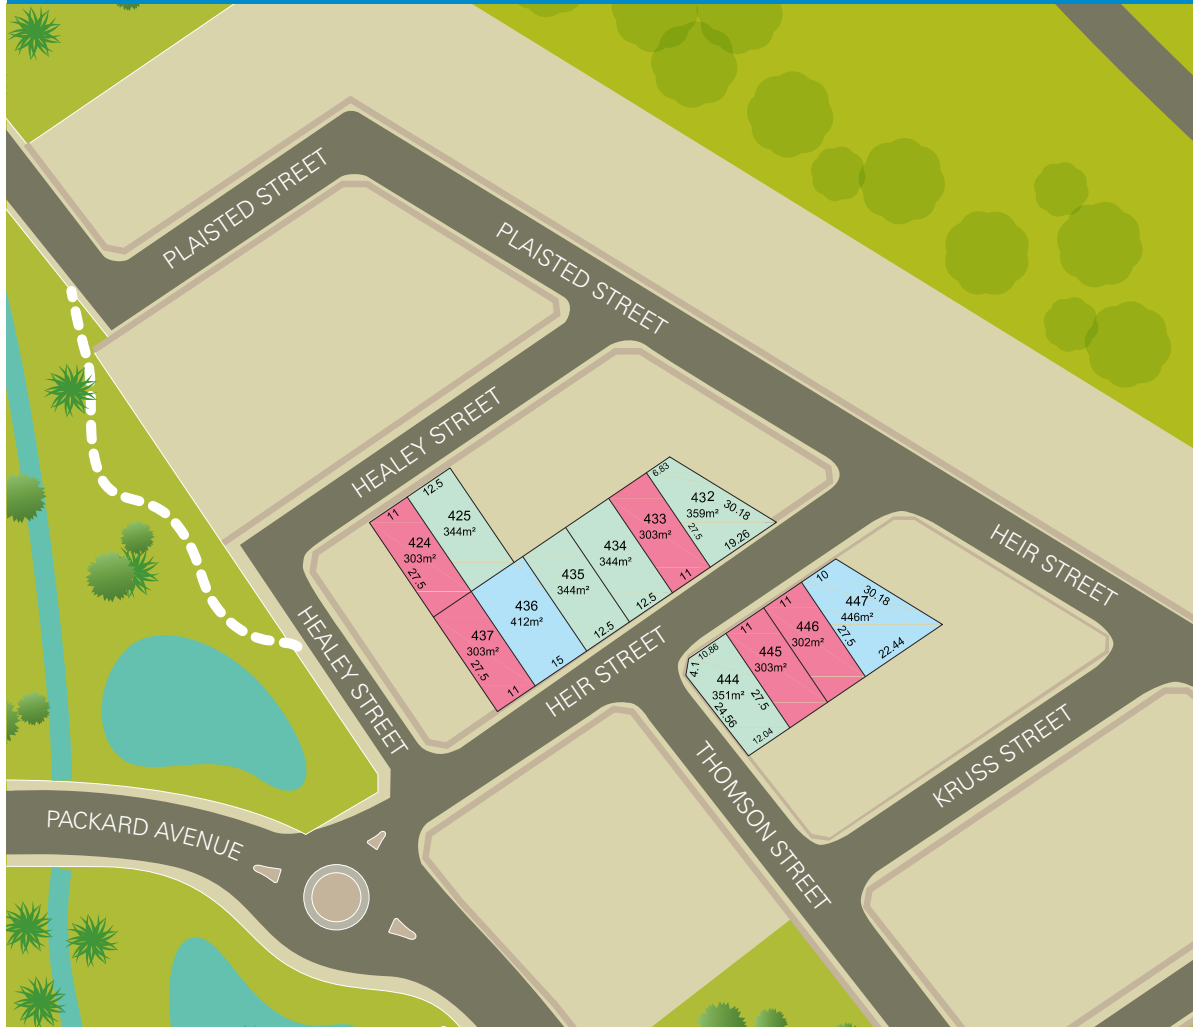 PLAISTED STREET
PLAISTED STREET
HEALEY STREET
HEIR STREET
12.5
11
425
344m²
424
303m²
27.5
6.83
432
359m²
30.18
27.5
19.26
433
303m²
11
434
344m²
12.5
435
344m²
12.5
436
412m²
15
437
303m²
27.5
11
10
30.18
447
446m²
27.5
22.44
11
446
302m²
11
445
303m²
27.5
10.86
4.1
444
351m²
24.56
12.04
HEALEY STREET
HEIR STREET
THOMSON STREET
KRUSS STREET
PACKARD AVENUE